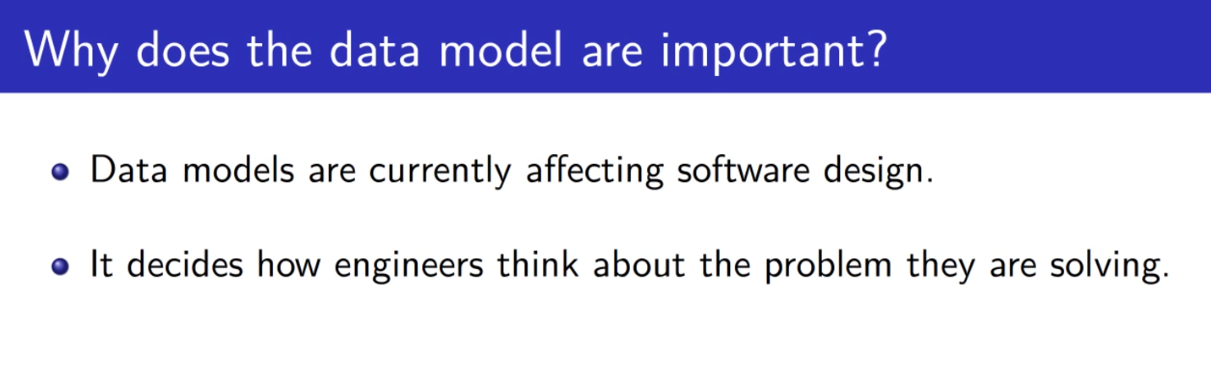 Why does the data model are important?
Data models are currently affecting software design.
It decides how engineers think about the problem they are solving.